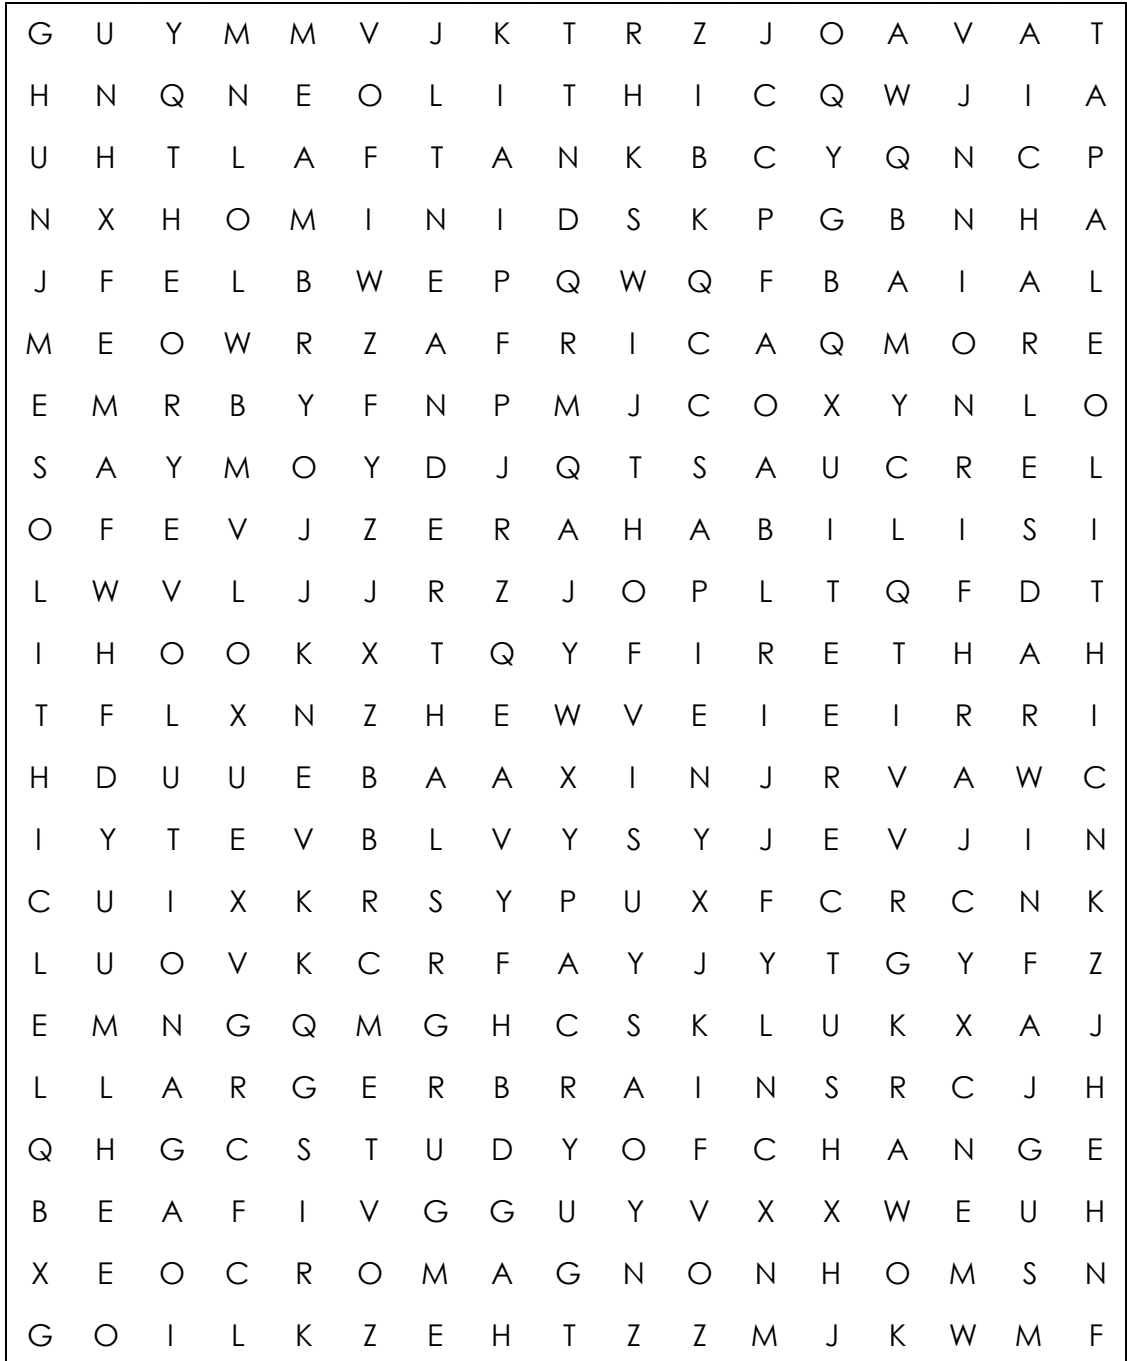 G U Y M M V J K T R Z J O A V A T
H N Q N E O L I T H I C Q W J I A
U H T L A F T A N K B C Y Q N C P
N X H O M I N I D S K P G B N H A
J F E L B W E P Q W Q F B A I A L
M E O W R Z A F R I C A Q M O R E
E M R B Y F N P M J C O X Y N L O
S A Y M O Y D J Q T S A U C R E L
O F E V J Z E R A H A B I L I S I
L W V L J J R Z J O P L T Q F D T
I H O O K X T Q Y F I R E T H A H
T F L X N Z H E W V E I E I R R I
H D U U E B A A X I N J R V A W C
I Y T E V B L V Y S Y J E V J I N
C U I X K R S Y P U X F C R C N K
L U O V K C R F A Y J Y T G Y F Z
E M N G Q M G H C S K L U K X A J
L L A R G E R B R A I N S R C J H
Q H G C S T U D Y O F C H A N G E
B E A F I V G G U Y V X X W E U H
X E O C R O M A G N O N H O M S N
G O I L K Z E H T Z Z M J K W M F